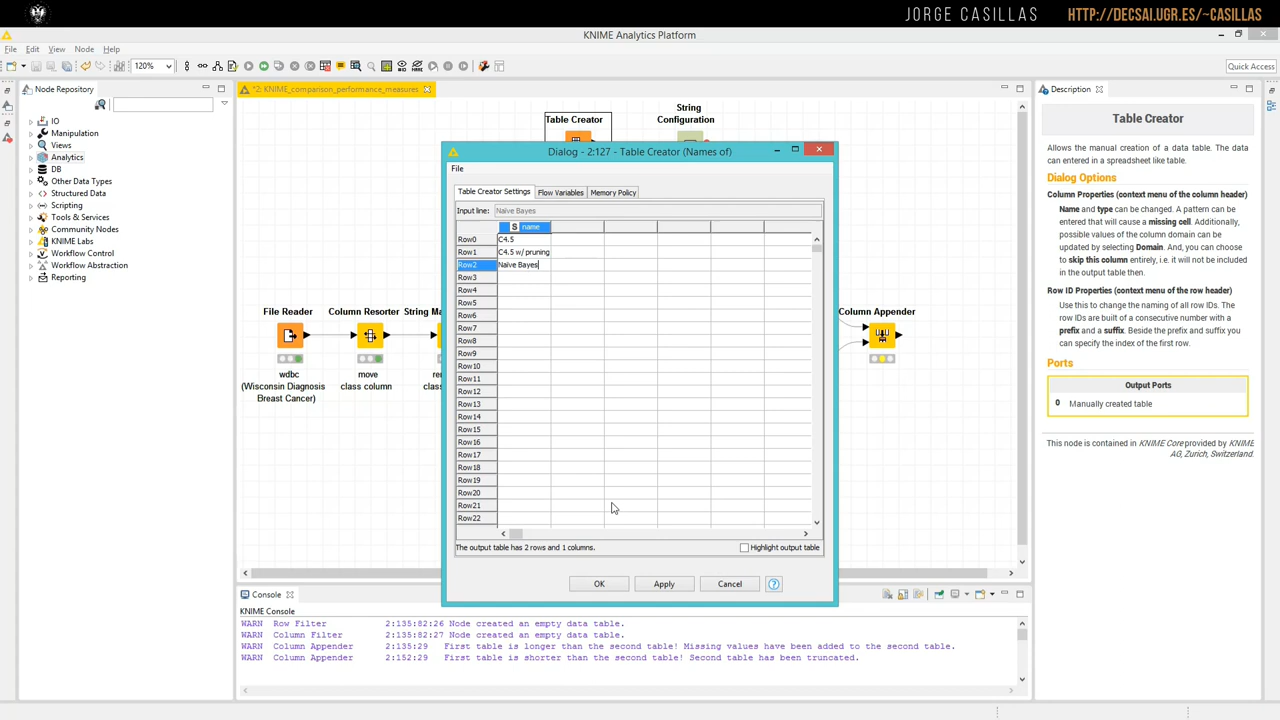 JORGE CASILLAS HTTP://DECSAI.UGR.ES/~CASILLAS
KNIME Analytics Platform
File Edit View Node Help
120%
Quick Access
Node Repository
IO
Manipulation
Views
Analytics
DB
Other Data Types
Structured Data
Scripting
Tools & Services
Community Nodes
KNIME Labs
Workflow Control
Workflow Abstraction
Reporting
*2: KNIME_comparison_performance_measures
Table Creator
String
Configuration
File Reader
Column Resorter
String Ma
wdbc
(Wisconsin Diagnosis
Breast Cancer)
move
class column
re
class
Column Appender
Dialog - 2:127 - Table Creator (Names of)
File
Table Creator Settings Flow Variables Memory Policy
Input line: Naïve Bayes
S name
Row0 C4.5
Row1 C4.5 w/ pruning
Row2 Naïve Bayes
Row3
Row4
Row5
Row6
Row7
Row8
Row9
Row10
Row11
Row12
Row13
Row14
Row15
Row16
Row17
Row18
Row19
Row20
Row21
Row22
The output table has 2 rows and 1 columns.
Highlight output table
OK Apply Cancel ?
Console
KNIME Console
WARN Row Filter 2:135:82:26 Node created an empty data table.
WARN Column Filter 2:135:82:27 Node created an empty data table.
WARN Column Appender 2:135:29 First table is longer than the second table! Missing values have been added to the second table.
WARN Column Appender 2:152:29 First table is shorter than the second table! Second table has been truncated.
Description
Table Creator
Allows the manual creation of a data table. The data
can be entered in a spreadsheet like table.
Dialog Options
Column Properties (context menu of the column header)
Name and type can be changed. A pattern can be
entered that will cause a missing cell. Additionally,
possible values of the column domain can be
updated by selecting Domain. And, you can choose
to skip this column entirely, i.e. it will not be included
in the output table then.
Row ID Properties (context menu of the row header)
Use this to change the naming of all row IDs. The
row IDs are built of a consecutive number with a
prefix and a suffix. Beside the prefix and suffix you
can specify the index of the first row.
Ports
Output Ports
0 Manually created table
This node is contained in KNIME Core provided by KNIME
AG, Zurich, Switzerland.